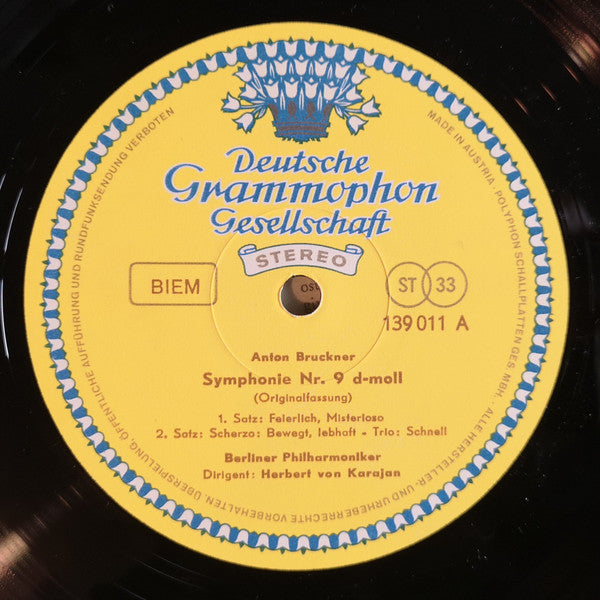 Deutsche
Grammophon
Gesellschaft
STEREO
BIEM
ST 33
139 011 A
Anton Bruckner
Symphonie Nr. 9 d-moll
(Originalfassung)
1. Satz: Feierlich, Misterioso
2. Satz: Scherzo: Bewegt, lebhaft - Trio: Schnell
Berliner Philharmoniker
Dirigent: Herbert von Karajan
MADE IN AUSTRIA · POLYPHON SCHALLPLATTEN GES. MBH. · ALLE HERSTELLER- UND URHEBERRECHTE VORBEHALTEN. ÜBERSPIELUNG, ÖFFENTLICHE AUFFÜHRUNG UND RUNDFUNKSENDUNG VERBOTEN